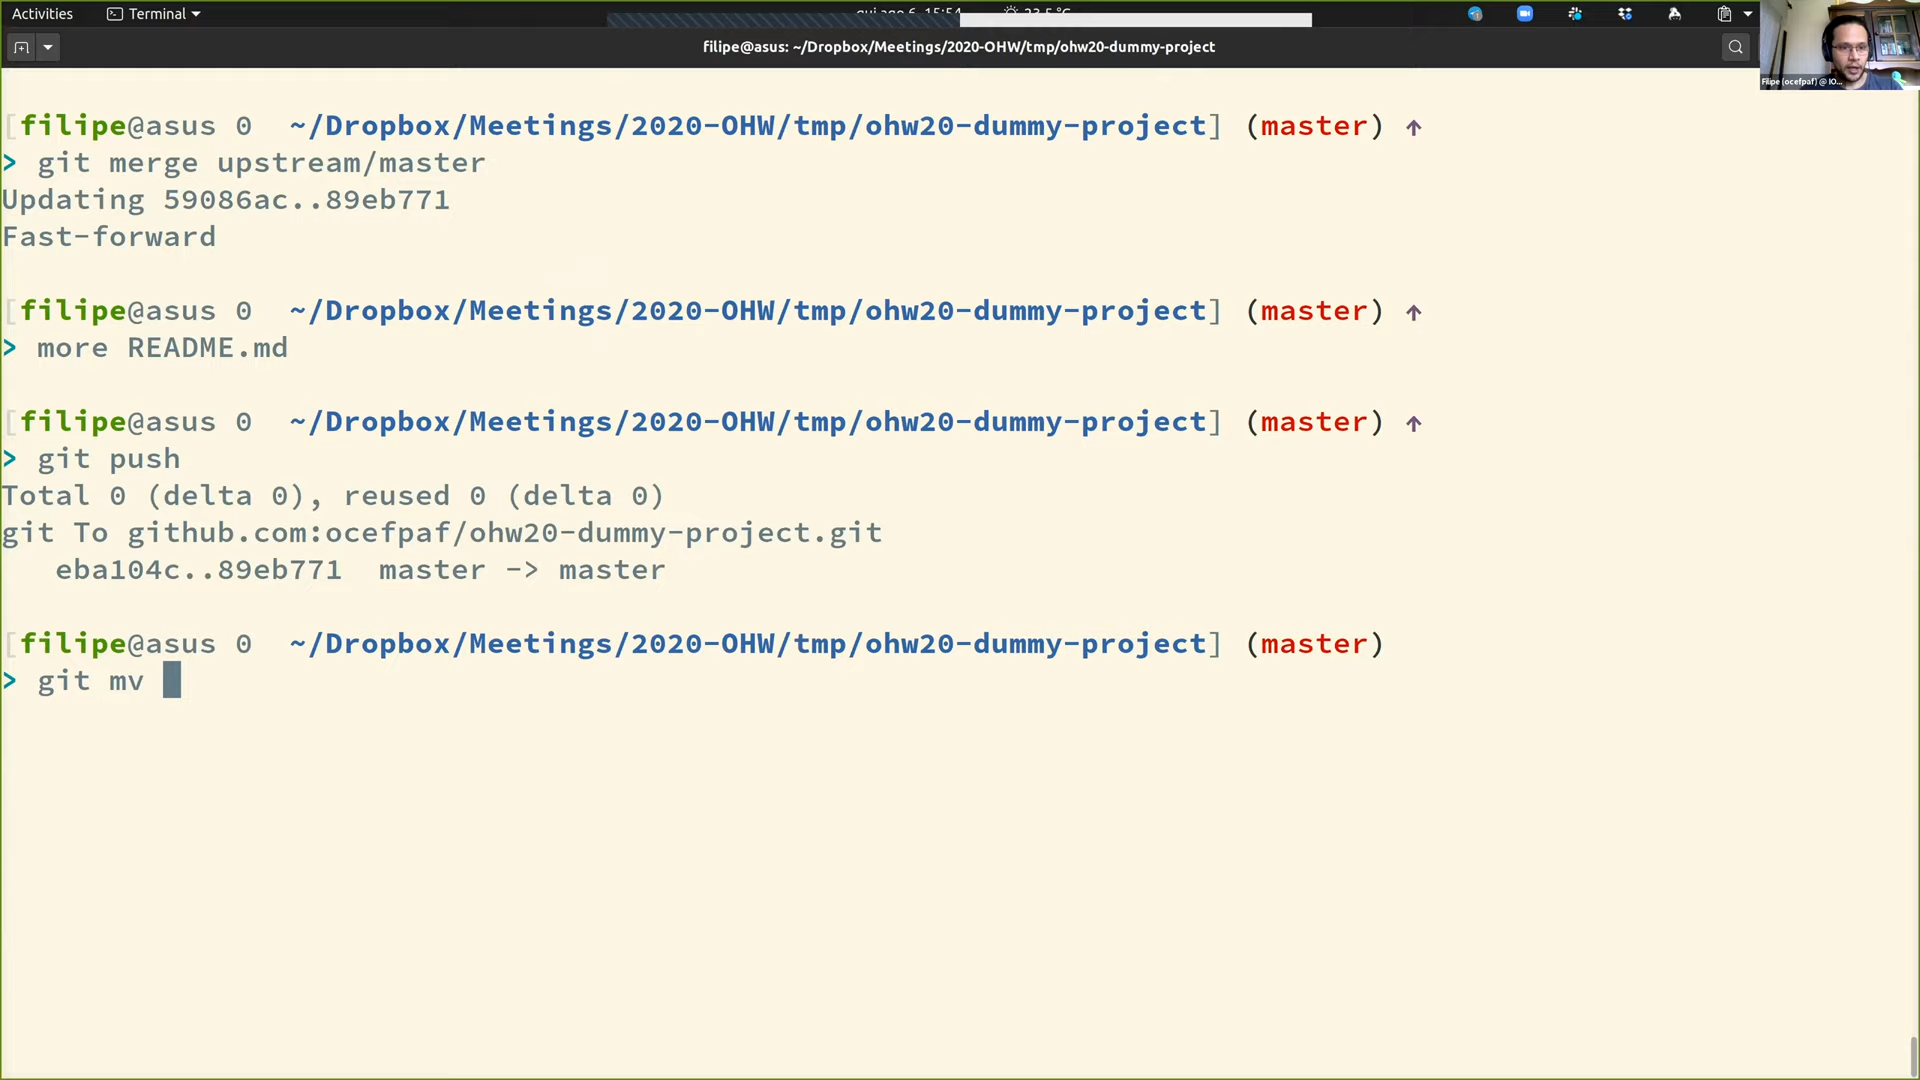 Activities Terminal
filipe@asus: ~/Dropbox/Meetings/2020-OHW/tmp/ohw20-dummy-project
Filipe (ocefpaf) @ IO...
[filipe@asus 0 ~/Dropbox/Meetings/2020-OHW/tmp/ohw20-dummy-project] (master) ↑
> git merge upstream/master
Updating 59086ac..89eb771
Fast-forward
[filipe@asus 0 ~/Dropbox/Meetings/2020-OHW/tmp/ohw20-dummy-project] (master) ↑
> more README.md
[filipe@asus 0 ~/Dropbox/Meetings/2020-OHW/tmp/ohw20-dummy-project] (master) ↑
> git push
Total 0 (delta 0), reused 0 (delta 0)
git To github.com:ocefpaf/ohw20-dummy-project.git
eba104c..89eb771 master -> master
[filipe@asus 0 ~/Dropbox/Meetings/2020-OHW/tmp/ohw20-dummy-project] (master)
> git mv